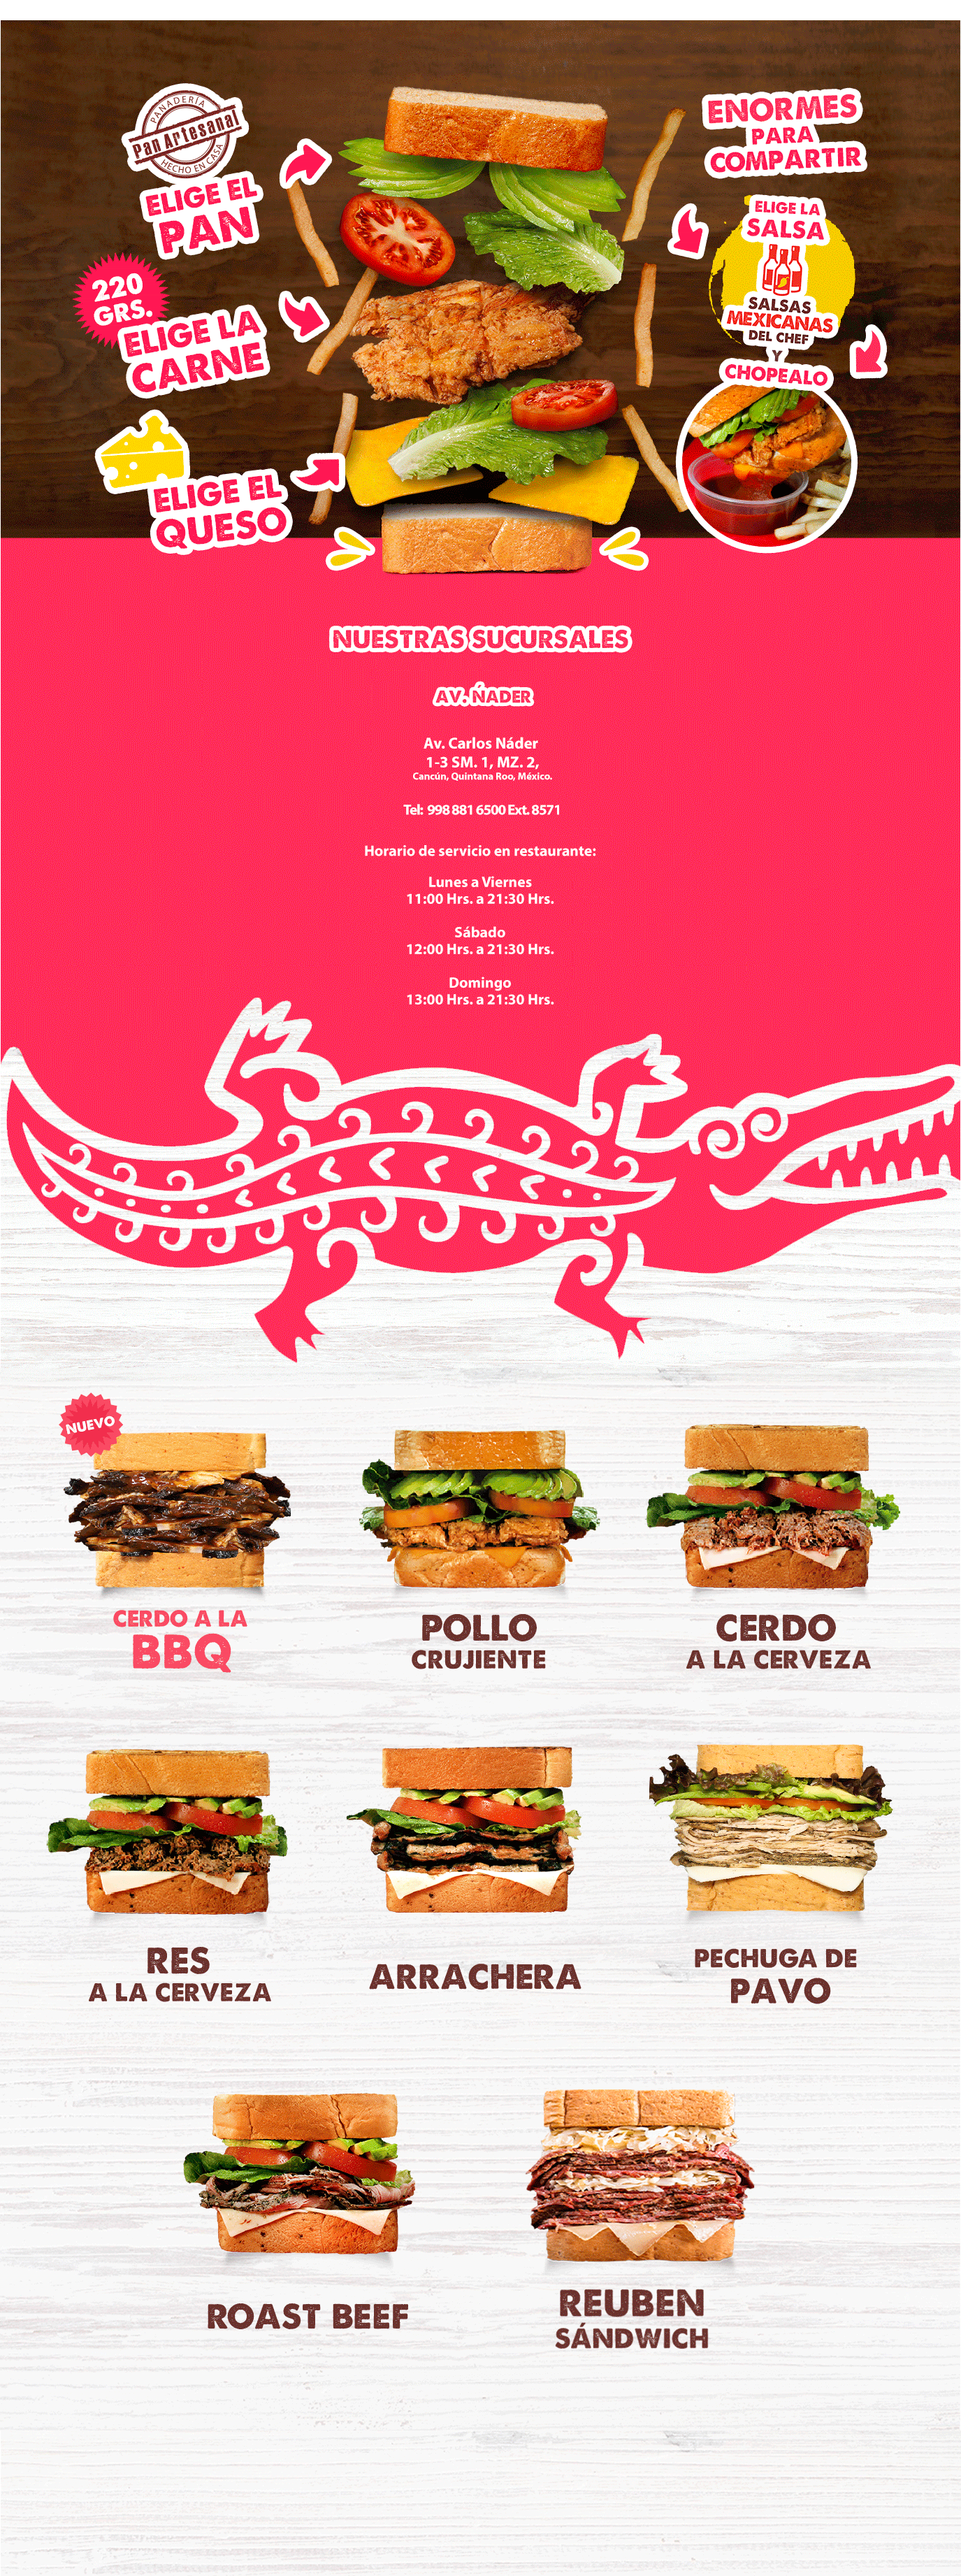 PANADERÍA
Pan Artesanal
HECHO EN CASA
ELIGE EL
PAN
220
GRS.
ELIGE LA
CARNE
ELIGE EL
QUESO
ENORMES
PARA
COMPARTIR
ELIGE LA
SALSA
SALSAS
MEXICANAS
DEL CHEF
Y
CHOPEALO
NUESTRAS SUCURSALES
AV. ŃADER
Av. Carlos Náder
1-3 SM. 1, MZ. 2,
Cancún, Quintana Roo, México.
Tel: 998 881 6500 Ext. 8571
Horario de servicio en restaurante:
Lunes a Viernes
11:00 Hrs. a 21:30 Hrs.
Sábado
12:00 Hrs. a 21:30 Hrs.
Domingo
13:00 Hrs. a 21:30 Hrs.
NUEVO
CERDO A LA
BBQ
POLLO
CRUJIENTE
CERDO
A LA CERVEZA
RES
A LA CERVEZA
ARRACHERA
PECHUGA DE
PAVO
ROAST BEEF
REUBEN
SÁNDWICH